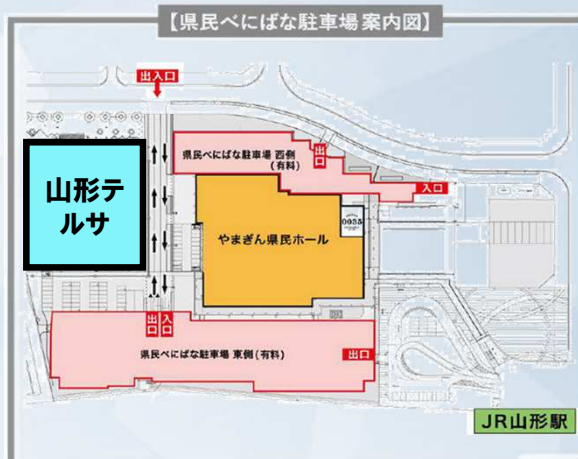 【県民べにばな駐車場案内図】
出入口
県民べにばな駐車場 西側
(有料)
出口
入口
山形テ
ルサ
0035
やまぎん県民ホール
出口
入口
県民べにばな駐車場 東側(有料)
出口
JR山形駅